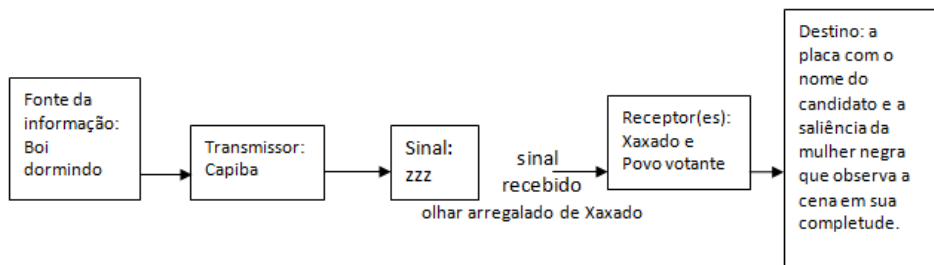 Fonte da
informação:
Boi
dormindo
Transmissor:
Capiba
Sinal:
zzz
sinal
recebido
olhar arregalado de Xaxado
Receptor(es):
Xaxado e
Povo votante
Destino: a
placa com o
nome do
candidato e a
saliência da
mulher negra
que observa a
cena em sua
completude.